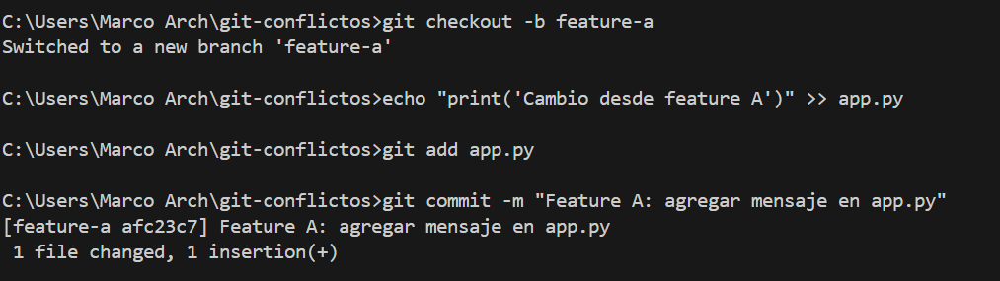 C:\Users\Marco Arch\git-conflictos>git checkout -b feature-a
Switched to a new branch 'feature-a'
C:\Users\Marco Arch\git-conflictos>echo "print('Cambio desde feature A')" >> app.py
C:\Users\Marco Arch\git-conflictos>git add app.py
C:\Users\Marco Arch\git-conflictos>git commit -m "Feature A: agregar mensaje en app.py"
[feature-a afc23c7] Feature A: agregar mensaje en app.py
 1 file changed, 1 insertion(+)